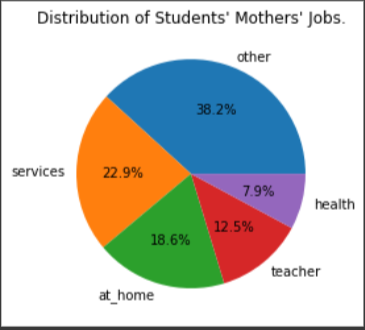 Distribution of Students' Mothers' Jobs.
other
38.2%
services
22.9%
7.9%
health
12.5%
18.6%
teacher
at_home